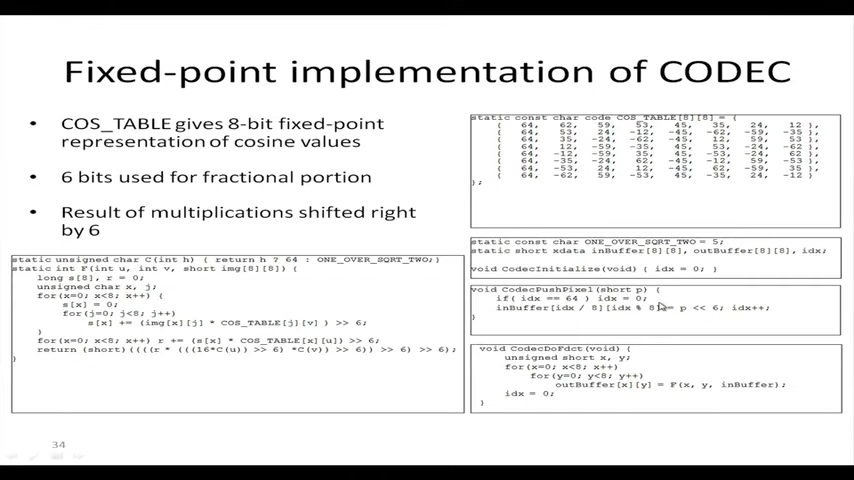 Fixed-point implementation of CODEC
• COS_TABLE gives 8-bit fixed-point
representation of cosine values
• 6 bits used for fractional portion
• Result of multiplications shifted right
by 6
static unsigned char C(int h) { return h ? 64 : ONE_OVER_SQRT_TWO;}
static int F(int u, int v, short img[8][8]) {
long s[8], r = 0;
unsigned char x, j;
for(x=0; x<8; x++) {
s[x] = 0;
for(j=0; j<8; j++)
s[x] += (img[x][j] * COS_TABLE[j][v] ) >> 6;
}
for(x=0; x<8; x++) r += (s[x] * COS_TABLE[x][u]) >> 6;
return (short)((((r * (((16*C(u)) >> 6) *C(v)) >> 6)) >> 6) >> 6);
}
static const char code COS_TABLE[8][8] = {
{ 64, 62, 59, 53, 45, 35, 24, 12 },
{ 64, 53, 24, -12, -45, -62, -59, -35 },
{ 64, 35, -24, -62, -45, 12, 59, 53 },
{ 64, 12, -59, -35, 45, 53, -24, -62 },
{ 64, -12, -59, 35, 45, -53, -24, 62 },
{ 64, -35, -24, 62, -45, -12, 59, -53 },
{ 64, -53, 24, 12, -45, 62, -59, 35 },
{ 64, -62, 59, -53, 45, -35, 24, -12 }
};
static const char ONE_OVER_SQRT_TWO = 5;
static short xdata inBuffer[8][8], outBuffer[8][8], idx;
void CodecInitialize(void) { idx = 0; }
void CodecPushPixel(short p) {
if( idx == 64 ) idx = 0;
inBuffer[idx / 8][idx % 8] = p << 6; idx++;
}
void CodecDoFdct(void) {
unsigned short x, y;
for(x=0; x<8; x++)
for(y=0; y<8; y++)
outBuffer[x][y] = F(x, y, inBuffer);
idx = 0;
}
34